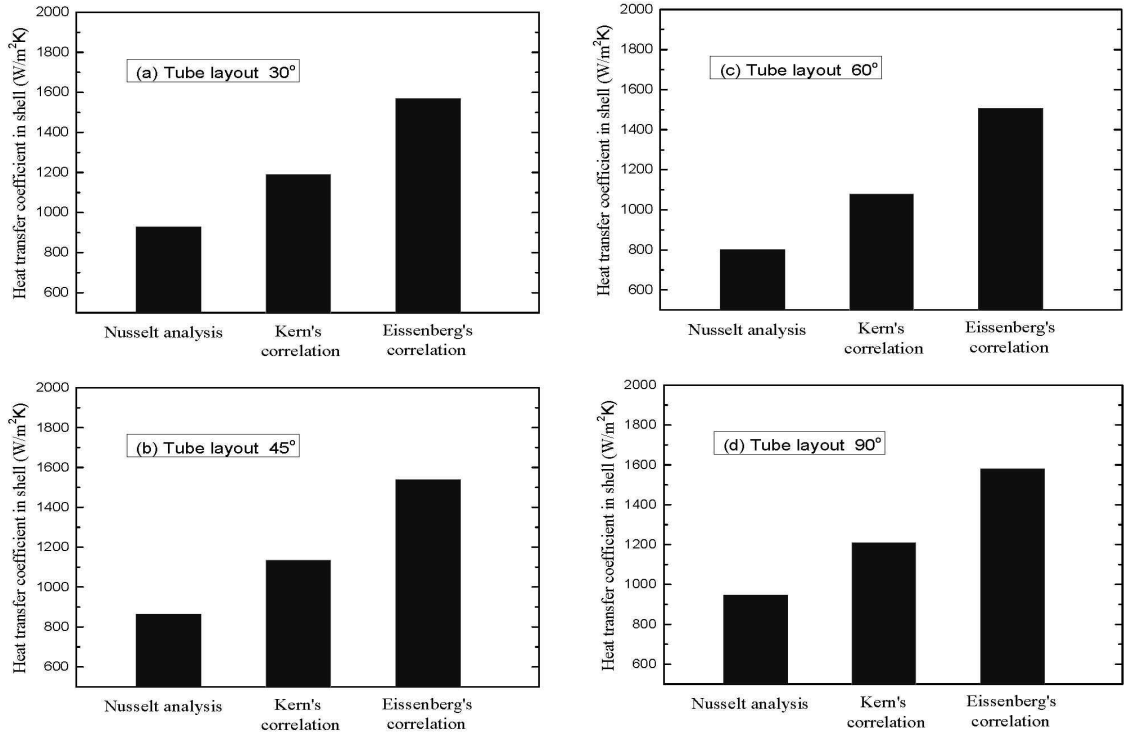 Heat transfer coefficient in shell (W/m²K)
2000
1800
1600
1400
1200
1000
800
600
(a) Tube layout 30°
Nusselt analysis
Kern's
correlation
Eissenberg's
correlation
Heat transfer coefficient in shell (W/m²K)
2000
1800
1600
1400
1200
1000
800
600
(c) Tube layout 60°
Nusselt analysis
Kern's
correlation
Eissenberg's
correlation
Heat transfer coefficient in shell (W/m²K)
2000
1800
1600
1400
1200
1000
800
600
(b) Tube layout 45°
Nusselt analysis
Kern's
correlation
Eissenberg's
correlation
Heat transfer coefficient in shell (W/m²K)
2000
1800
1600
1400
1200
1000
800
600
(d) Tube layout 90°
Nusselt analysis
Kern's
correlation
Eissenberg's
correlation